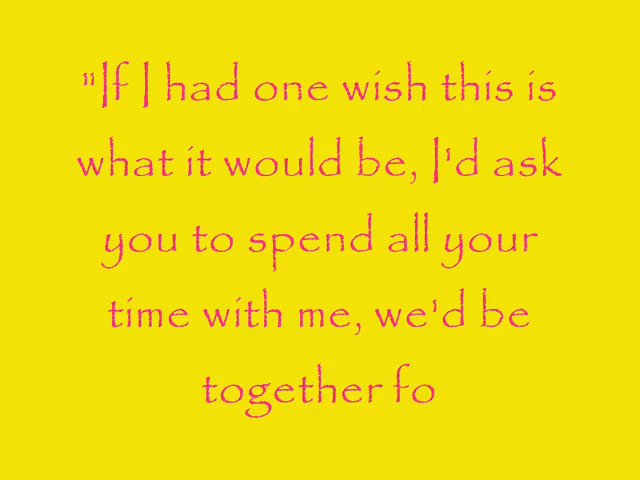 "If I had one wish this is
what it would be, I'd ask
you to spend all your
time with me, we'd be
together fo